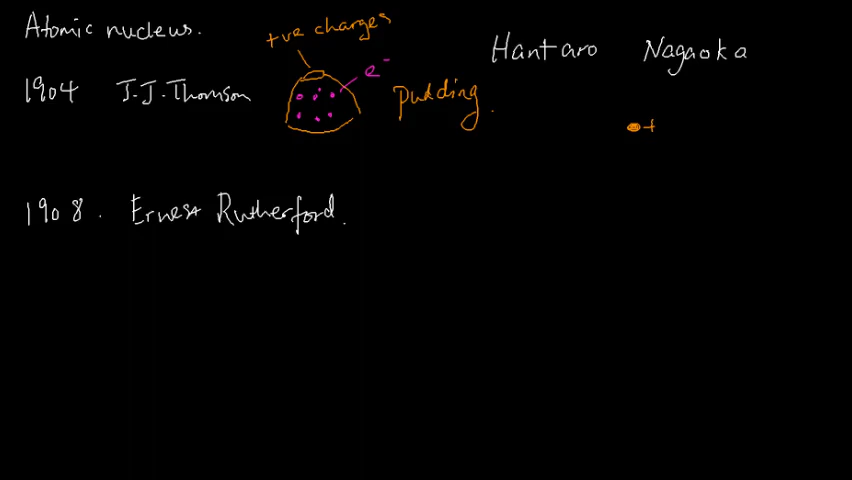 Atomic nucleus.
+ve charges
Hantaro Nagaoka
1904 J.J. Thomson
e⁻
Pudding.
+
1908. Ernest Rutherford.